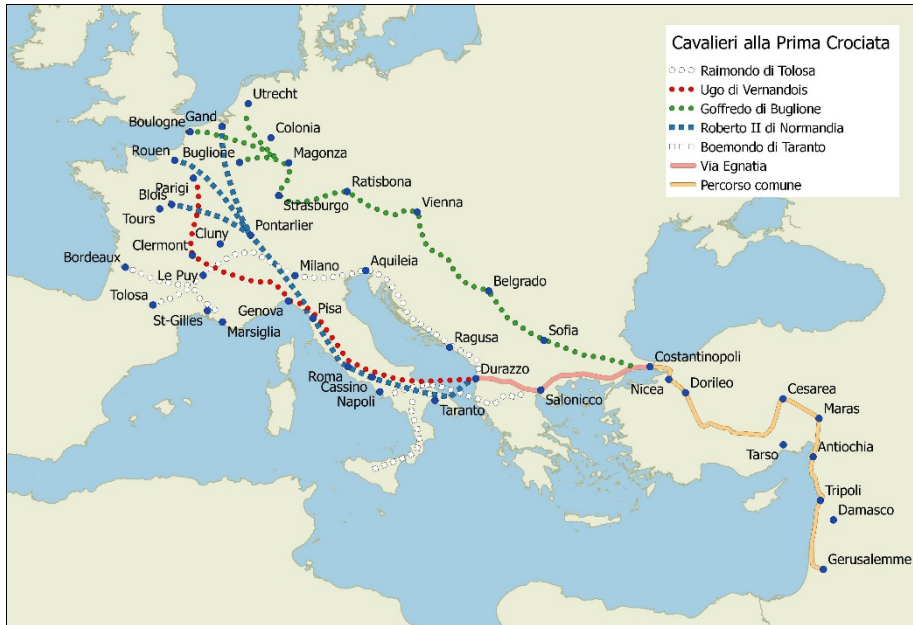 Cavalieri alla Prima Crociata
Raimondo di Tolosa
Ugo di Vernandois
Goffredo di Buglione
Roberto II di Normandia
Boemondo di Taranto
Via Egnatia
Percorso comune
Utrecht
Gand
Boulogne
Colonia
Rouen
Buglione
Magonza
Parigi
Ratisbona
Blois
Strasburgo
Vienna
Tours
Pontarlier
Cluny
Clermont
Bordeaux
Milano
Aquileia
Le Puy
Belgrado
Tolosa
Genova
Pisa
St-Gilles
Marsiglia
Sofia
Ragusa
Costantinopoli
Roma
Durazzo
Cassino
Nicea
Dorileo
Cesarea
Napoli
Taranto
Salonicco
Maras
Tarso
Antiochia
Tripoli
Damasco
Gerusalemme